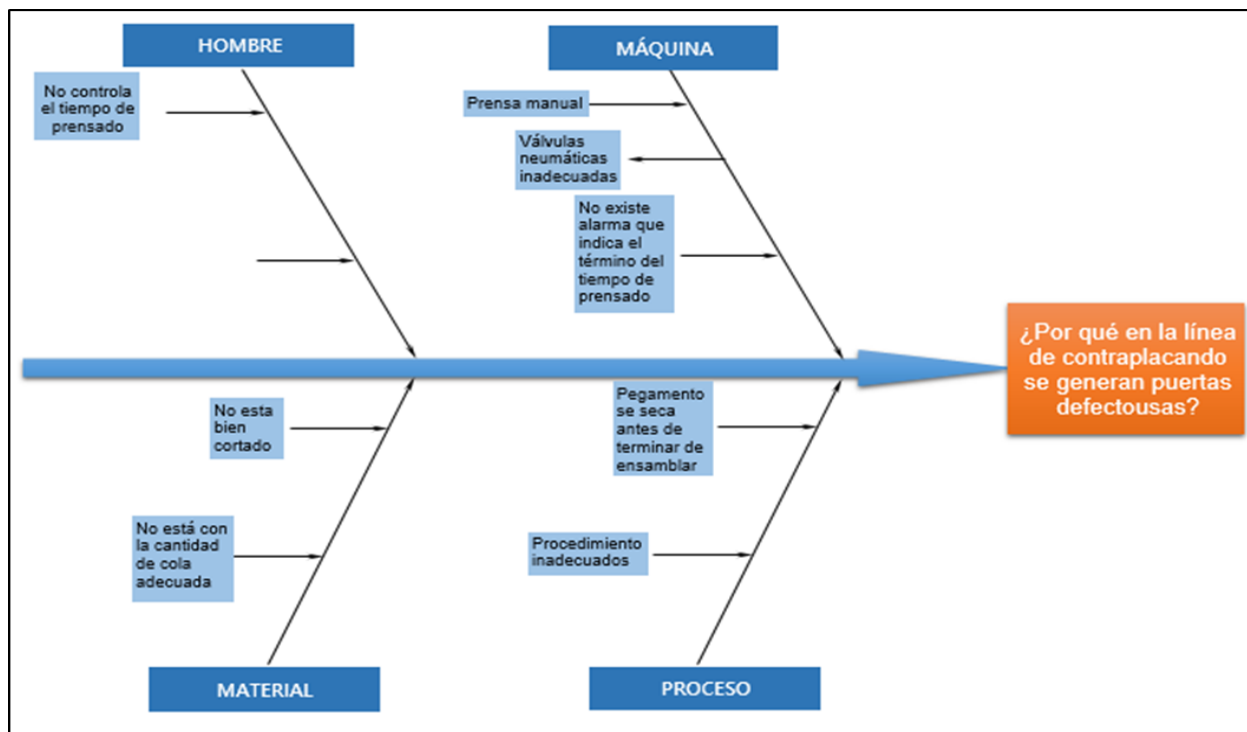 HOMBRE
MÁQUINA
No controla
el tiempo de
prensado
Prensa manual
Válvulas
neumáticas
inadecuadas
No existe
alarma que
indica el
término del
tiempo de
prensado
¿Por qué en la línea
de contraplacando
se generan puertas
defectousas?
No esta
bien
cortado
Pegamento
se seca
antes de
terminar de
ensamblar
No está con
la cantidad
de cola
adecuada
Procedimiento
inadecuados
MATERIAL
PROCESO